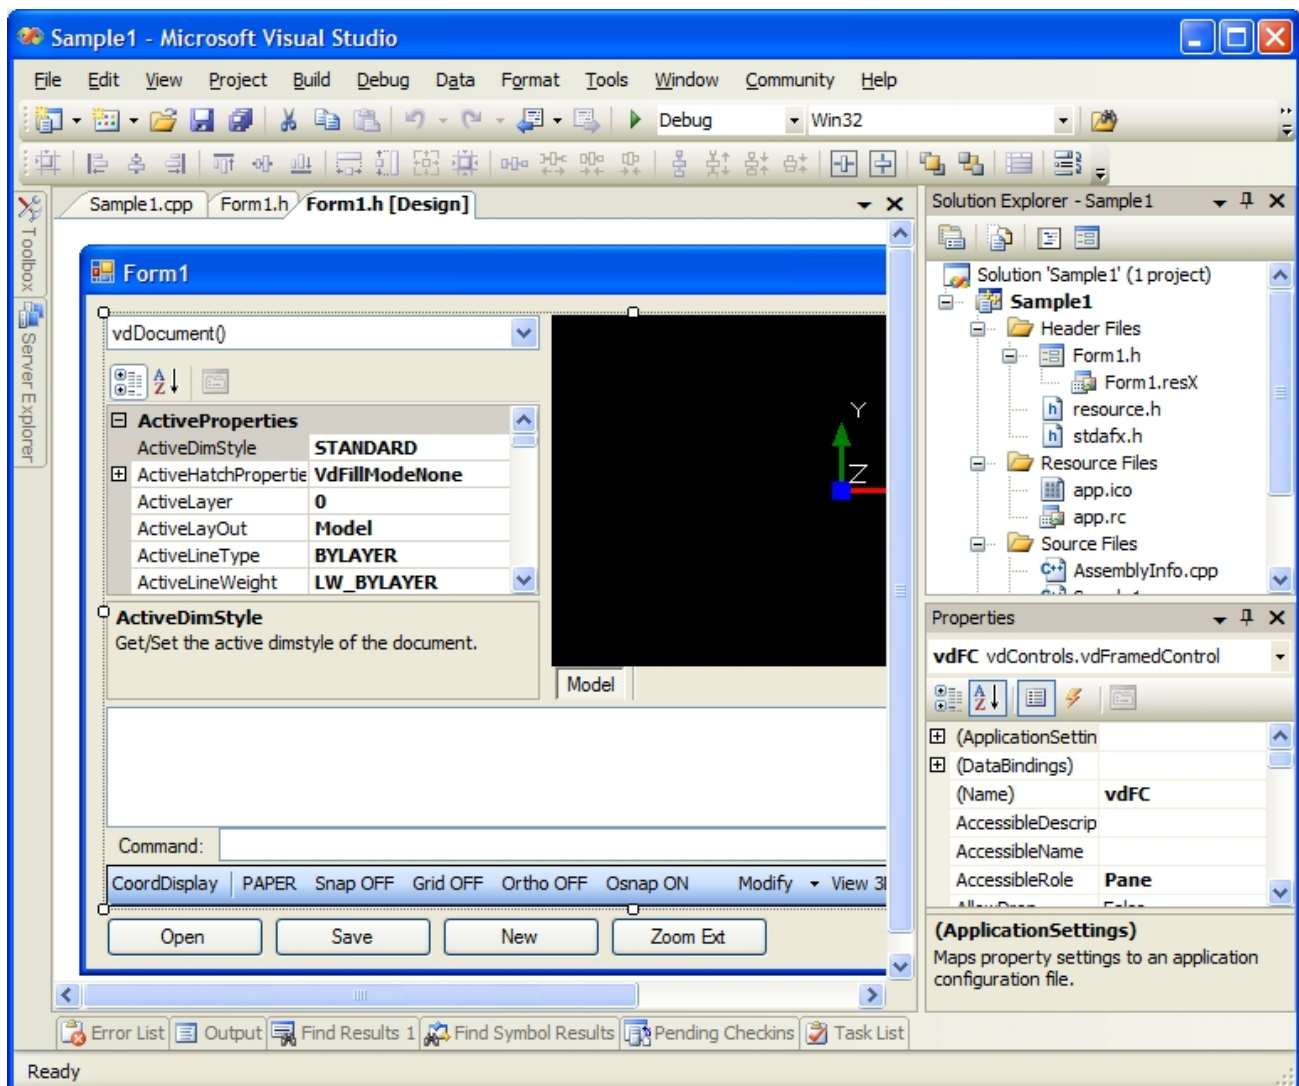 Sample1 - Microsoft Visual Studio
File Edit View Project Build Debug Data Format Tools Window Community Help
Debug Win32
Toolbox
Server Explorer
Sample1.cpp Form1.h Form1.h [Design]
Form1
vdDocument()
ActiveProperties
ActiveDimStyle STANDARD
ActiveHatchPropertie VdFillModeNone
ActiveLayer 0
ActiveLayOut Model
ActiveLineType BYLAYER
ActiveLineWeight LW_BYLAYER
ActiveDimStyle
Get/Set the active dimstyle of the document.
Y
Z
Model
Command:
CoordDisplay PAPER Snap OFF Grid OFF Ortho OFF Osnap ON Modify View 3
Open Save New Zoom Ext
Solution Explorer - Sample1
Solution 'Sample1' (1 project)
Sample1
Header Files
Form1.h
Form1.resX
resource.h
stdafx.h
Resource Files
app.ico
app.rc
Source Files
AssemblyInfo.cpp
Properties
vdFC vdControls.vdFramedControl
(ApplicationSettin
(DataBindings)
(Name) vdFC
AccessibleDescrip
AccessibleName
AccessibleRole Pane
(ApplicationSettings)
Maps property settings to an application
configuration file.
Error List Output Find Results 1 Find Symbol Results Pending Checkins Task List
Ready